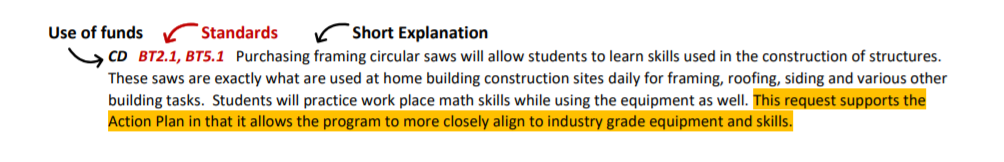 Use of funds Standards Short Explanation
CD BT2.1, BT5.1 Purchasing framing circular saws will allow students to learn skills used in the construction of structures.
These saws are exactly what are used at home building construction sites daily for framing, roofing, siding and various other
building tasks. Students will practice work place math skills while using the equipment as well. This request supports the
Action Plan in that it allows the program to more closely align to industry grade equipment and skills.